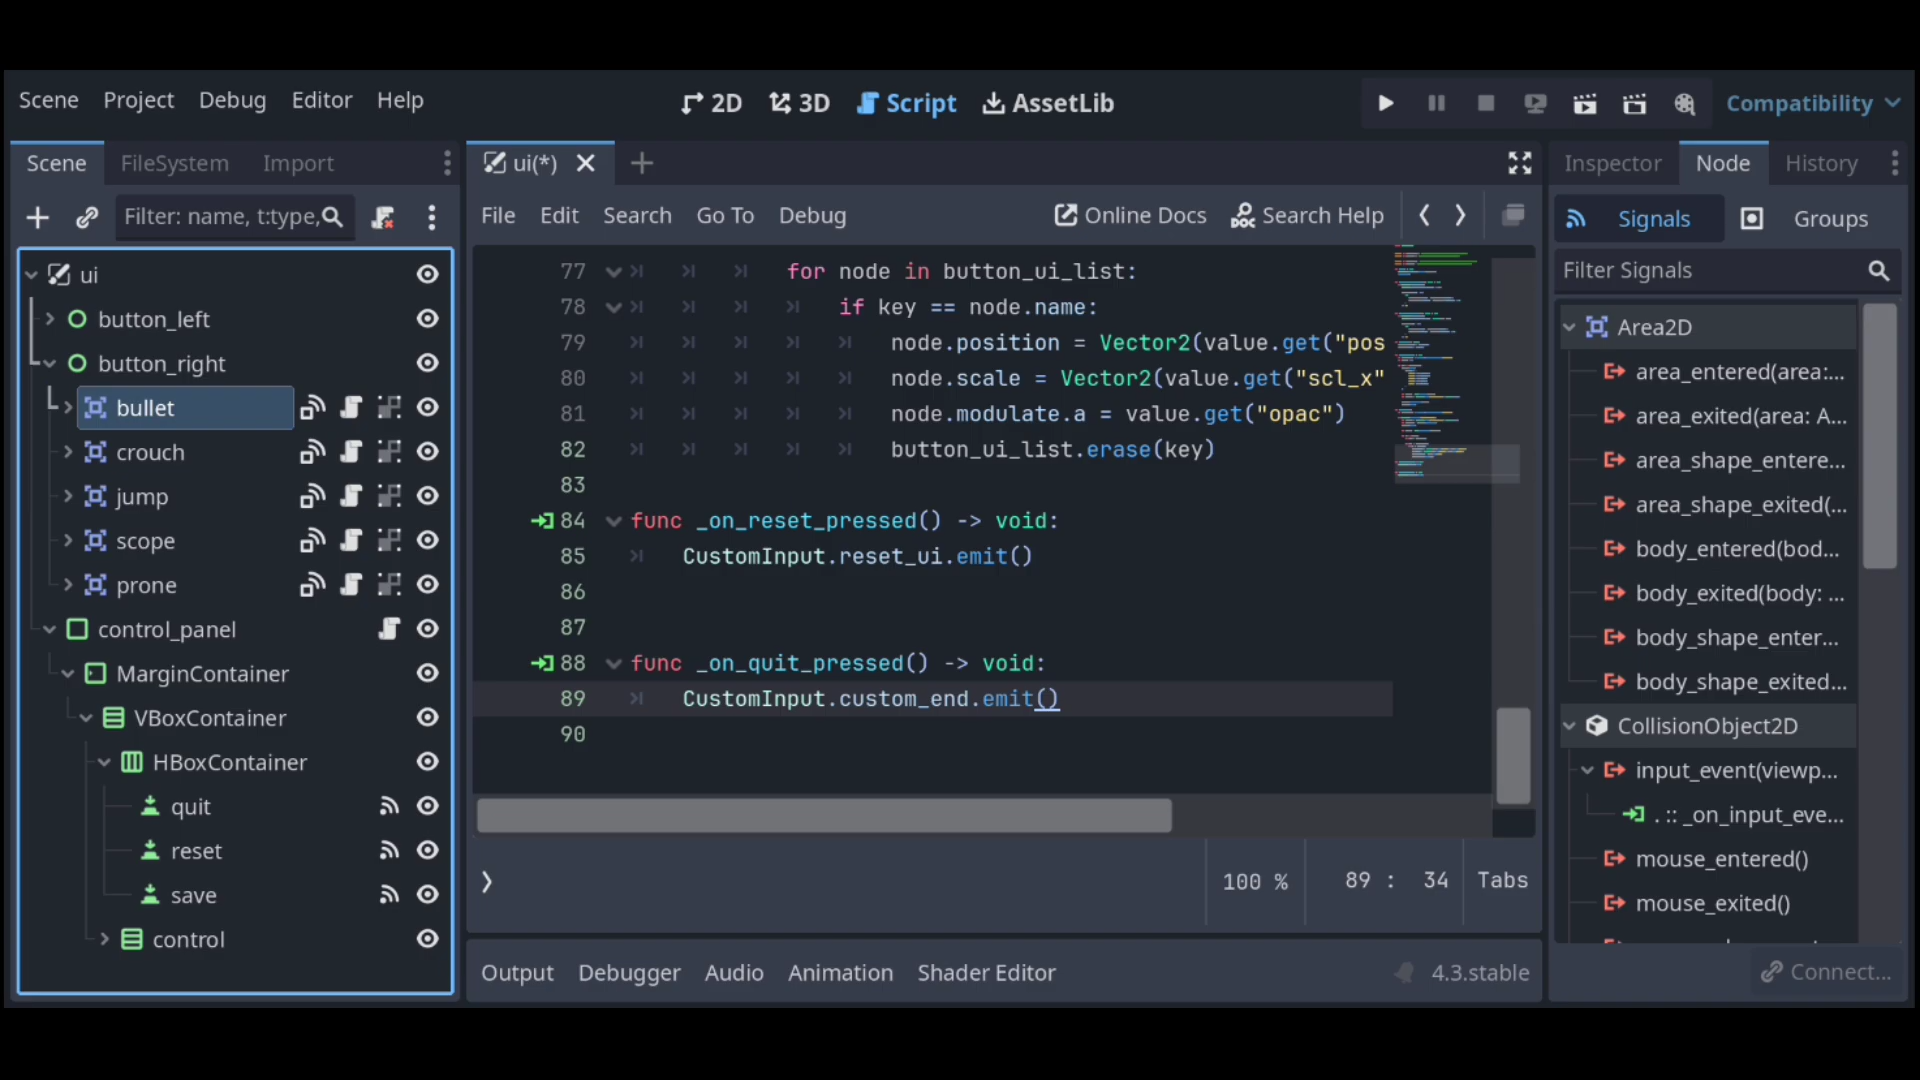 Scene Project Debug Editor Help
2D 3D Script AssetLib
Compatibility
Scene FileSystem Import
Filter: name, t:type,
ui
button_left
button_right
bullet
crouch
jump
scope
prone
control_panel
MarginContainer
VBoxContainer
HBoxContainer
quit
reset
save
control
ui(*)
File Edit Search Go To Debug
Online Docs Search Help
77 for node in button_ui_list:
78 if key == node.name:
79 node.position = Vector2(value.get("pos
80 node.scale = Vector2(value.get("scl_x"
81 node.modulate.a = value.get("opac")
82 button_ui_list.erase(key)
83
84 func _on_reset_pressed() -> void:
85 CustomInput.reset_ui.emit()
86
87
88 func _on_quit_pressed() -> void:
89 CustomInput.custom_end.emit()
90
100 % 89 : 34 Tabs
Output Debugger Audio Animation Shader Editor
4.3.stable
Inspector Node History
Signals Groups
Filter Signals
Area2D
area_entered(area:...
area_exited(area: A...
area_shape_entere...
area_shape_exited(...
body_entered(bod...
body_exited(body: ...
body_shape_enter...
body_shape_exited...
CollisionObject2D
input_event(viewp...
. :: _on_input_eve...
mouse_entered()
mouse_exited()
Connect...